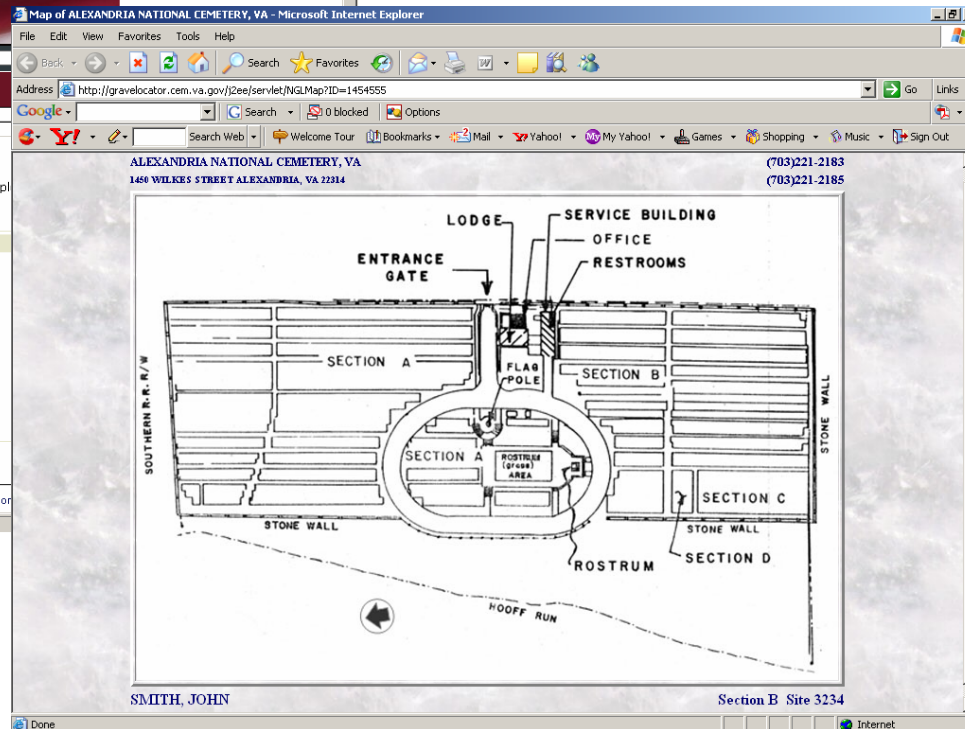 Map of ALEXANDRIA NATIONAL CEMETERY, VA - Microsoft Internet Explorer
File Edit View Favorites Tools Help
Back Search Favorites
Address http://gravelocator.cem.va.gov/j2ee/servlet/NGLMap?ID=1454555 Go Links
Google Search 0 blocked Options
Y! Search Web Welcome Tour Bookmarks Mail Yahoo! My Yahoo! Games Shopping Music Sign Out
ALEXANDRIA NATIONAL CEMETERY, VA (703)221-2183
1450 WILKES STREET ALEXANDRIA, VA 22314 (703)221-2185
LODGE
SERVICE BUILDING
OFFICE
RESTROOMS
ENTRANCE
GATE
SECTION A
FLAG
POLE
SECTION B
SOUTHERN R.R. R/W
STONE WALL
SECTION A
ROSTRUM
(grass)
AREA
SECTION C
STONE WALL
STONE WALL
SECTION D
ROSTRUM
HOOFF RUN
SMITH, JOHN Section B Site 3234
Done Internet